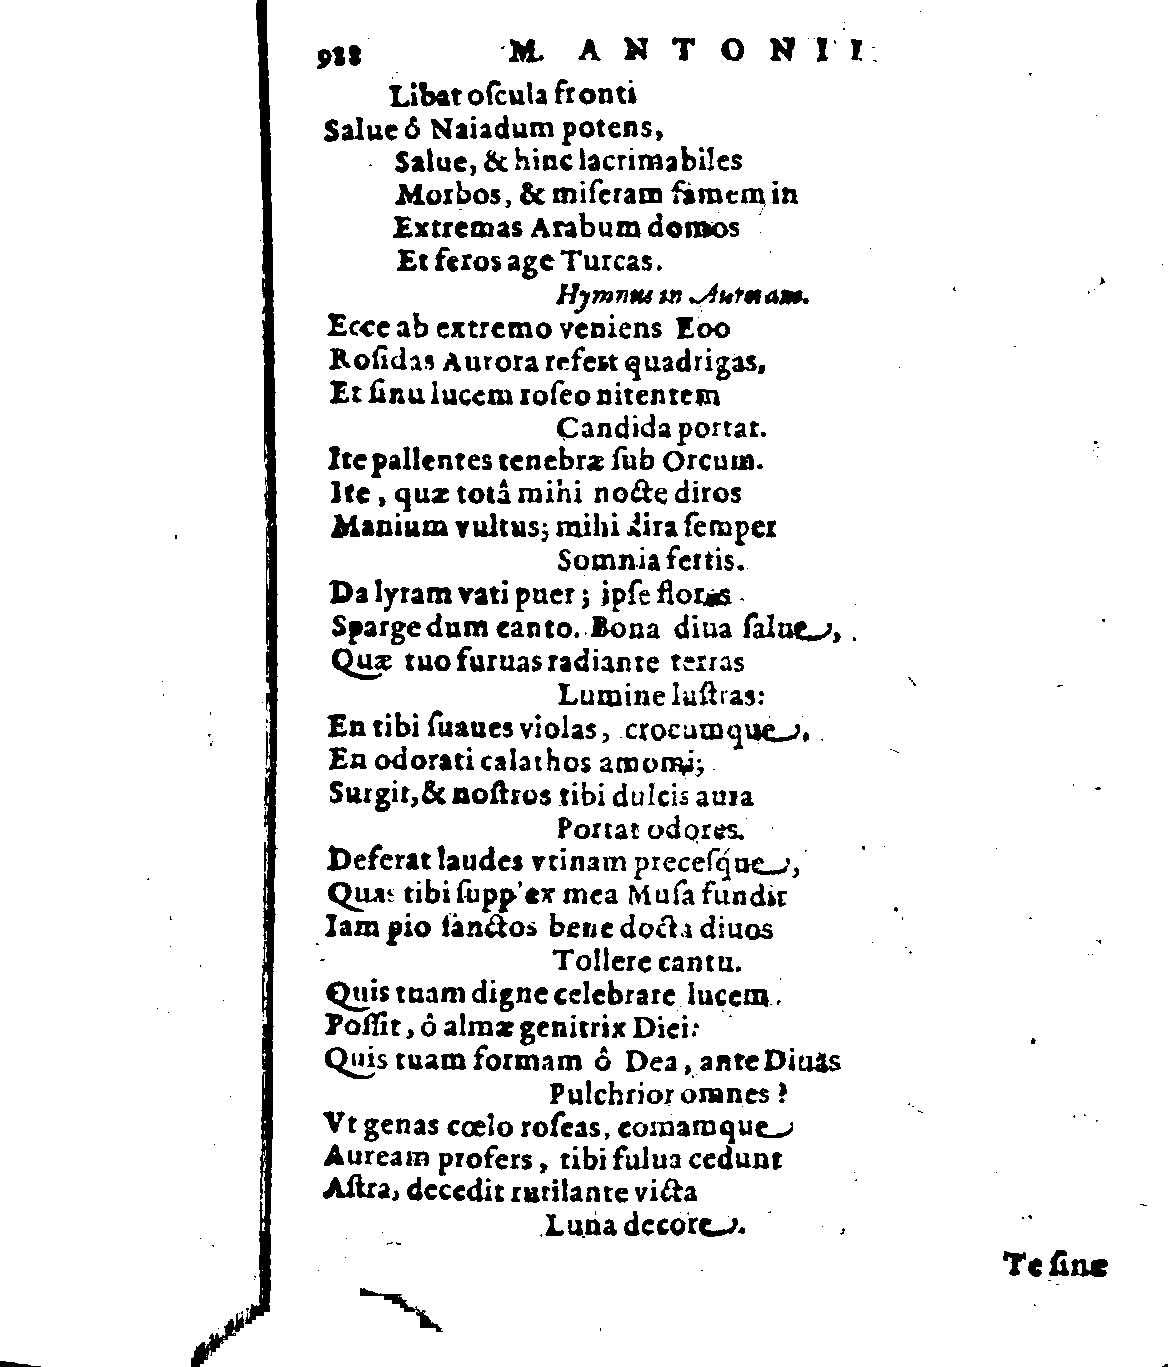 988 M. ANTONII
Libat oſcula fronti
Salue ô Naiadum potens,
Salue, & hinc lacrimabiles
Morbos, & miſeram famem in
Extremas Arabum domos
Et feros age Turcas.
Hymnus in Auroram.
Ecce ab extremo veniens Eoo
Roſidas Aurora refert quadrigas,
Et ſinu lucem roſeo nitentem
Candida portat.
Ite pallentes tenebræ ſub Orcum.
Ite, quæ totâ mihi nocte diros
Manium vultus; mihi dira ſemper
Somnia fertis.
Da lyram vati puer; ipſe flores
Sparge dum canto. Bona diua ſalue,
Quæ tuo furuas radiante terras
Lumine luſtras:
En tibi ſuaues violas, crocumque,
En odorati calathos amomi;
Surgit, & noſtros tibi dulcis aura
Portat odores.
Deferat laudes vtinam preceſq́ue,
Quas tibi ſupplex mea Muſa fundit
Iam pio ſanctos bene docta diuos
Tollere cantu.
Quis tuam digne celebrare lucem
Poſſit, ô almæ genitrix Diei:
Quis tuam formam ô Dea, ante Diuas
Pulchrior omnes?
Vt genas cœlo roſeas, comamque
Auream profers, tibi fulua cedunt
Aſtra, decedit rutilante victa
Luna decore.
Te ſine